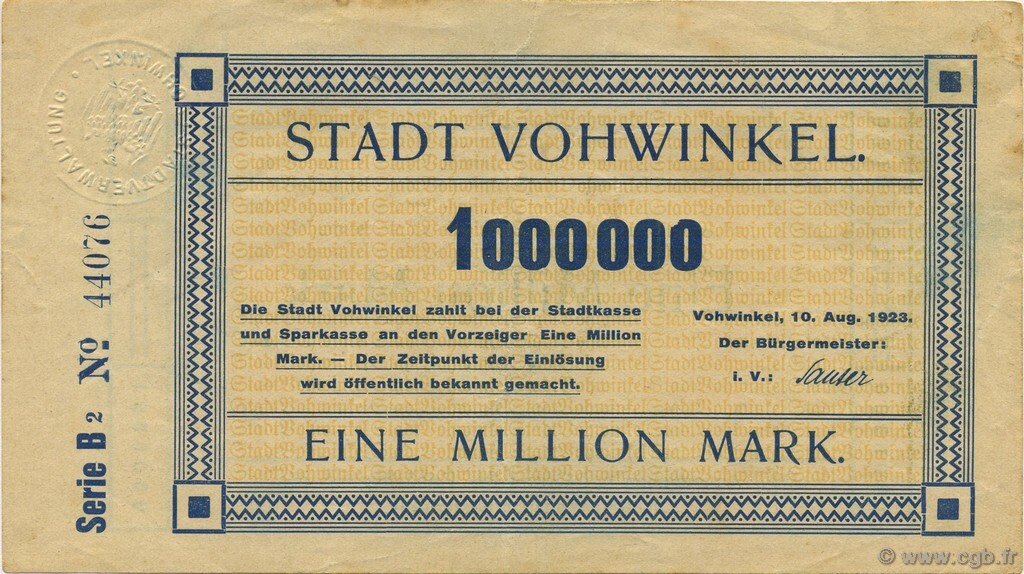 STADTVERWALTUNG · VOHWINKEL ·
Serie B 2 No. 44076
STADT VOHWINKEL.
1000000
Die Stadt Vohwinkel zahlt bei der Stadtkasse
und Sparkasse an den Vorzeiger Eine Million
Mark. — Der Zeitpunkt der Einlösung
wird öffentlich bekannt gemacht.
Vohwinkel, 10. Aug. 1923.
Der Bürgermeister:
i. V.:
EINE MILLION MARK.
© www.cgb.fr